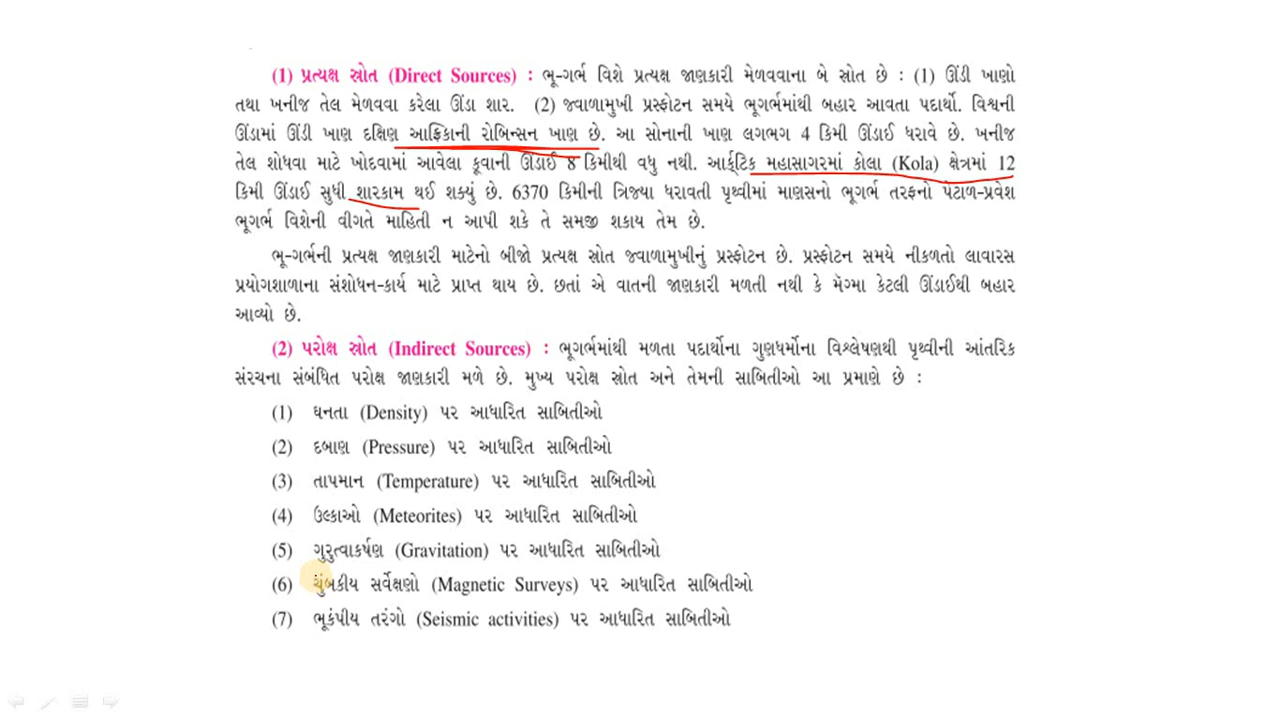 (1) પ્રત્યક્ષ સ્રોત (Direct Sources) : ભૂ-ગર્ભ વિશે પ્રત્યક્ષ જાણકારી મેળવવાના બે સ્રોત છે : (1) ઊંડી ખાણો
તથા ખનીજ તેલ મેળવવા કરેલા ઊંડા શાર. (2) જ્વાળામુખી પ્રસ્ફોટન સમયે ભૂગર્ભમાંથી બહાર આવતા પદાર્થો. વિશ્વની
ઊંડામાં ઊંડી ખાણ દક્ષિણ આફ્રિકાની રોબિન્સન ખાણ છે. આ સોનાની ખાણ લગભગ 4 કિમી ઊંડાઈ ધરાવે છે. ખનીજ
તેલ શોધવા માટે ખોદવામાં આવેલા કૂવાની ઊંડાઈ 8 કિમીથી વધુ નથી. આર્ક્ટિક મહાસાગરમાં કોલા (Kola) ક્ષેત્રમાં 12
કિમી ઊંડાઈ સુધી શારકામ થઈ શક્યું છે. 6370 કિમીની ત્રિજ્યા ધરાવતી પૃથ્વીમાં માણસનો ભૂગર્ભ તરફનો પેટાળ-પ્રવેશ
ભૂગર્ભ વિશેની વીગતે માહિતી ન આપી શકે તે સમજી શકાય તેમ છે.
ભૂ-ગર્ભની પ્રત્યક્ષ જાણકારી માટેનો બીજો પ્રત્યક્ષ સ્રોત જ્વાળામુખીનું પ્રસ્ફોટન છે. પ્રસ્ફોટન સમયે નીકળતો લાવારસ
પ્રયોગશાળાના સંશોધન-કાર્ય માટે પ્રાપ્ત થાય છે. છતાં એ વાતની જાણકારી મળતી નથી કે મૅગ્મા કેટલી ઊંડાઈથી બહાર
આવ્યો છે.
(2) પરોક્ષ સ્રોત (Indirect Sources) : ભૂગર્ભમાંથી મળતા પદાર્થોના ગુણધર્મોના વિશ્લેષણથી પૃથ્વીની આંતરિક
સંરચના સંબંધિત પરોક્ષ જાણકારી મળે છે. મુખ્ય પરોક્ષ સ્રોત અને તેમની સાબિતીઓ આ પ્રમાણે છે :
(1) ઘનતા (Density) પર આધારિત સાબિતીઓ
(2) દબાણ (Pressure) પર આધારિત સાબિતીઓ
(3) તાપમાન (Temperature) પર આધારિત સાબિતીઓ
(4) ઉલ્કાઓ (Meteorites) પર આધારિત સાબિતીઓ
(5) ગુરુત્વાકર્ષણ (Gravitation) પર આધારિત સાબિતીઓ
(6) ચુંબકીય સર્વેક્ષણો (Magnetic Surveys) પર આધારિત સાબિતીઓ
(7) ભૂકંપીય તરંગો (Seismic activities) પર આધારિત સાબિતીઓ